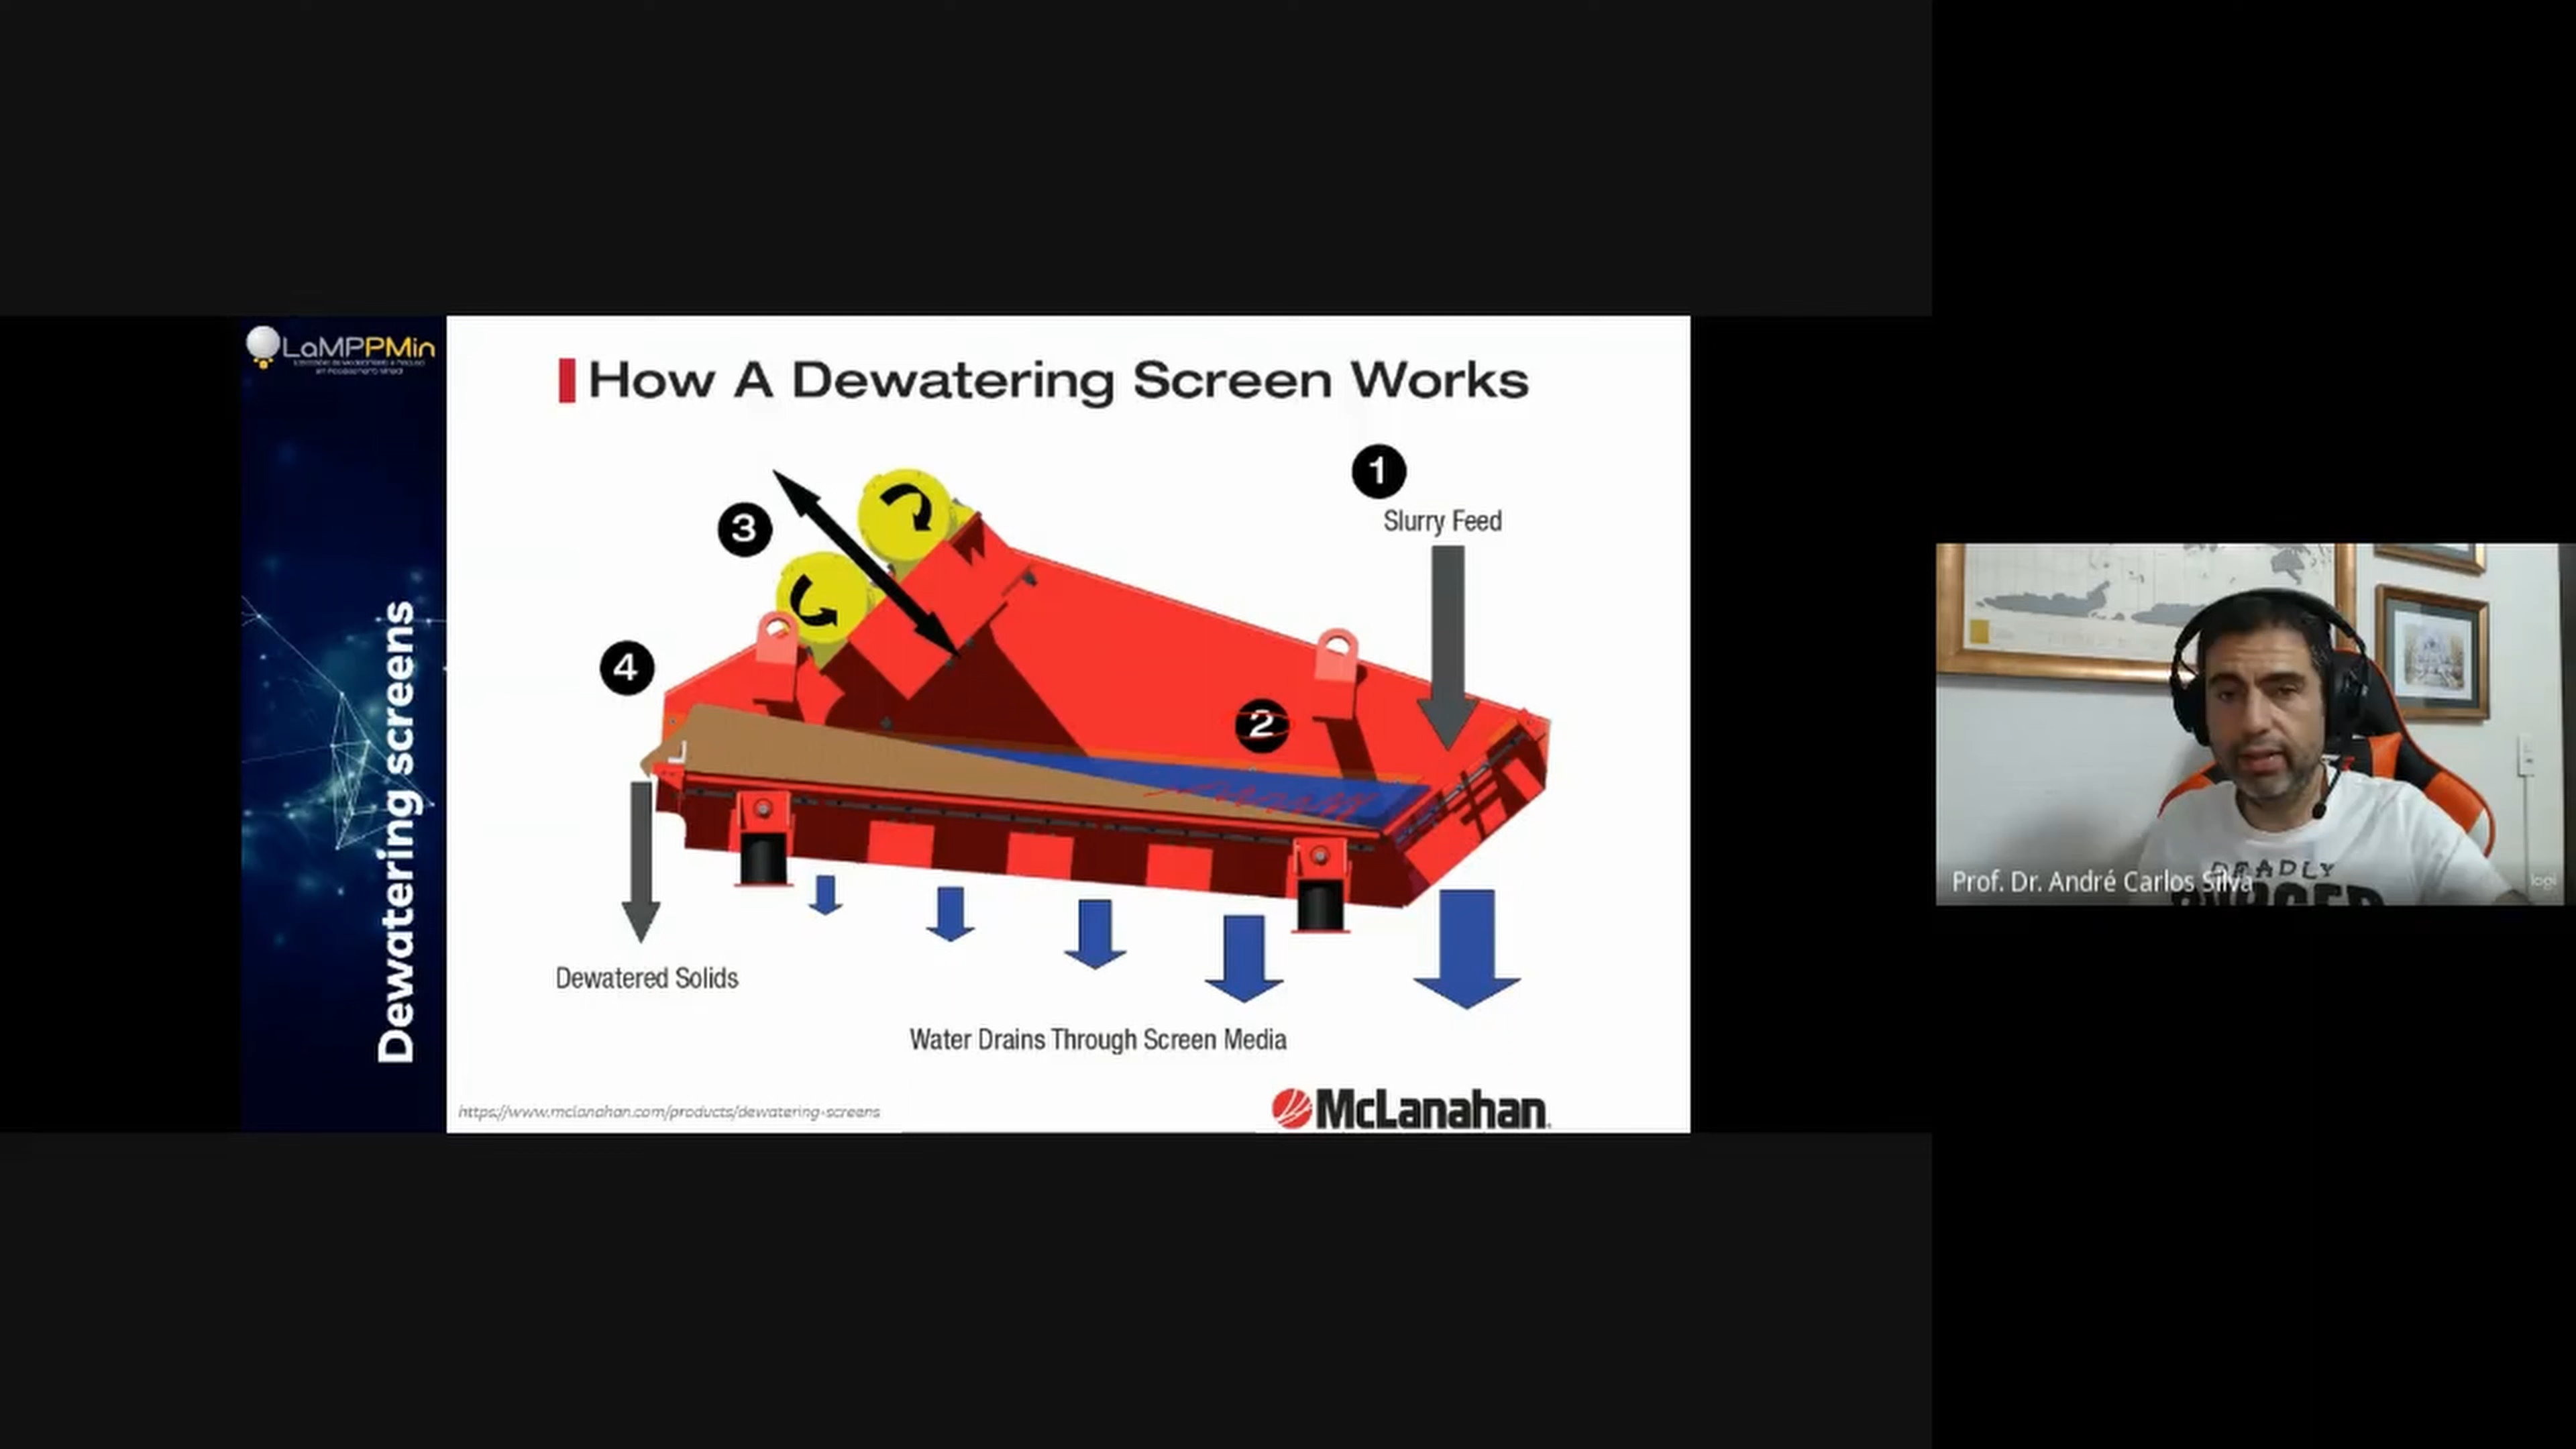 LaMPPMin
Dewatering screens
How A Dewatering Screen Works
1
Slurry Feed
3
4
2
Dewatered Solids
Water Drains Through Screen Media
https://www.mclanahan.com/products/dewatering-screens
McLanahan
DEADLY
Prof. Dr. André Carlos Silva
logi